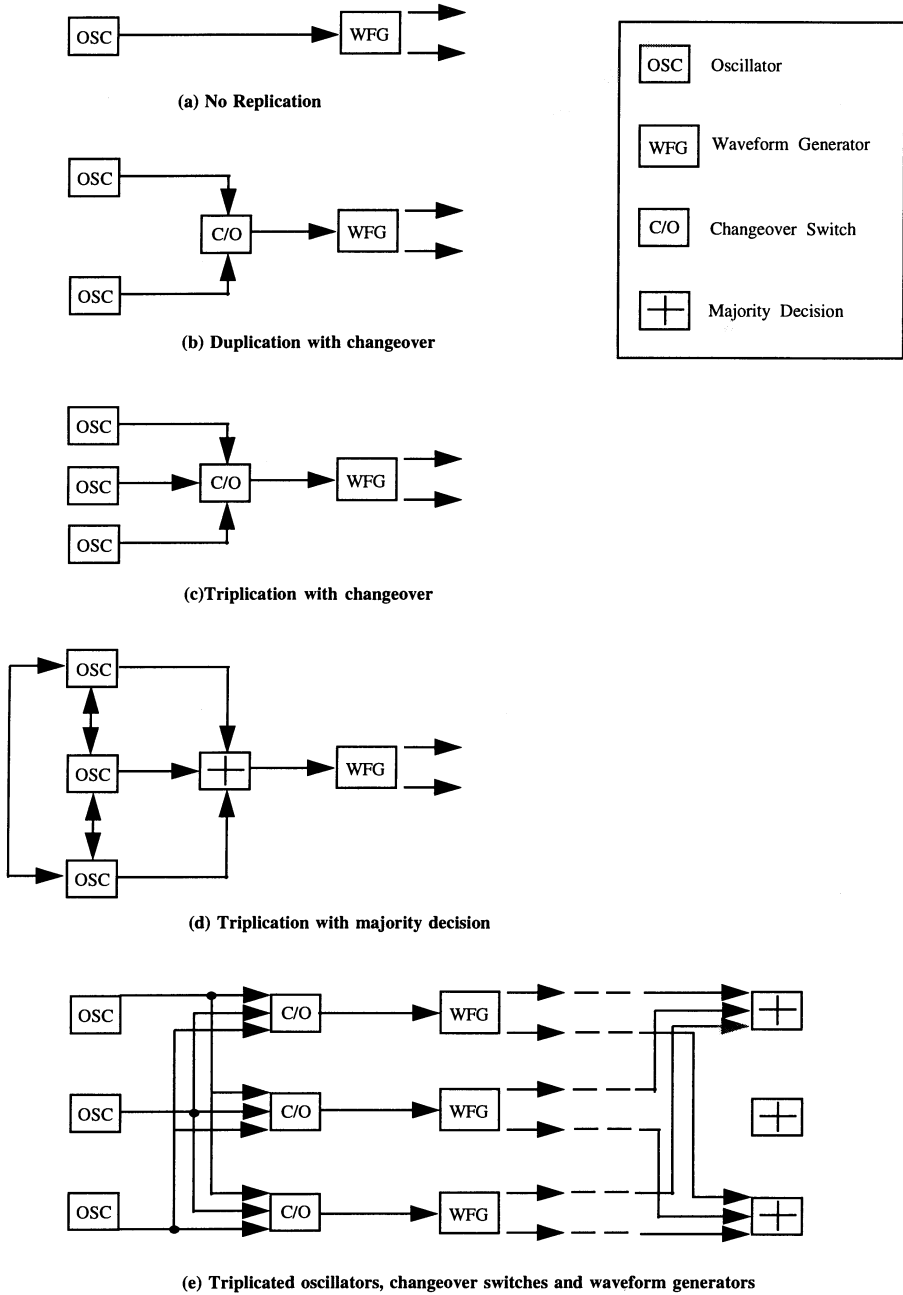 OSC
WFG
(a) No Replication
OSC
C/O
WFG
OSC
(b) Duplication with changeover
OSC
OSC
C/O
WFG
OSC
(c)Triplication with changeover
OSC
OSC
WFG
OSC
(d) Triplication with majority decision
OSC
C/O
WFG
OSC
C/O
WFG
OSC
C/O
WFG
(e) Triplicated oscillators, changeover switches and waveform generators
OSC Oscillator
WFG Waveform Generator
C/O Changeover Switch
Majority Decision